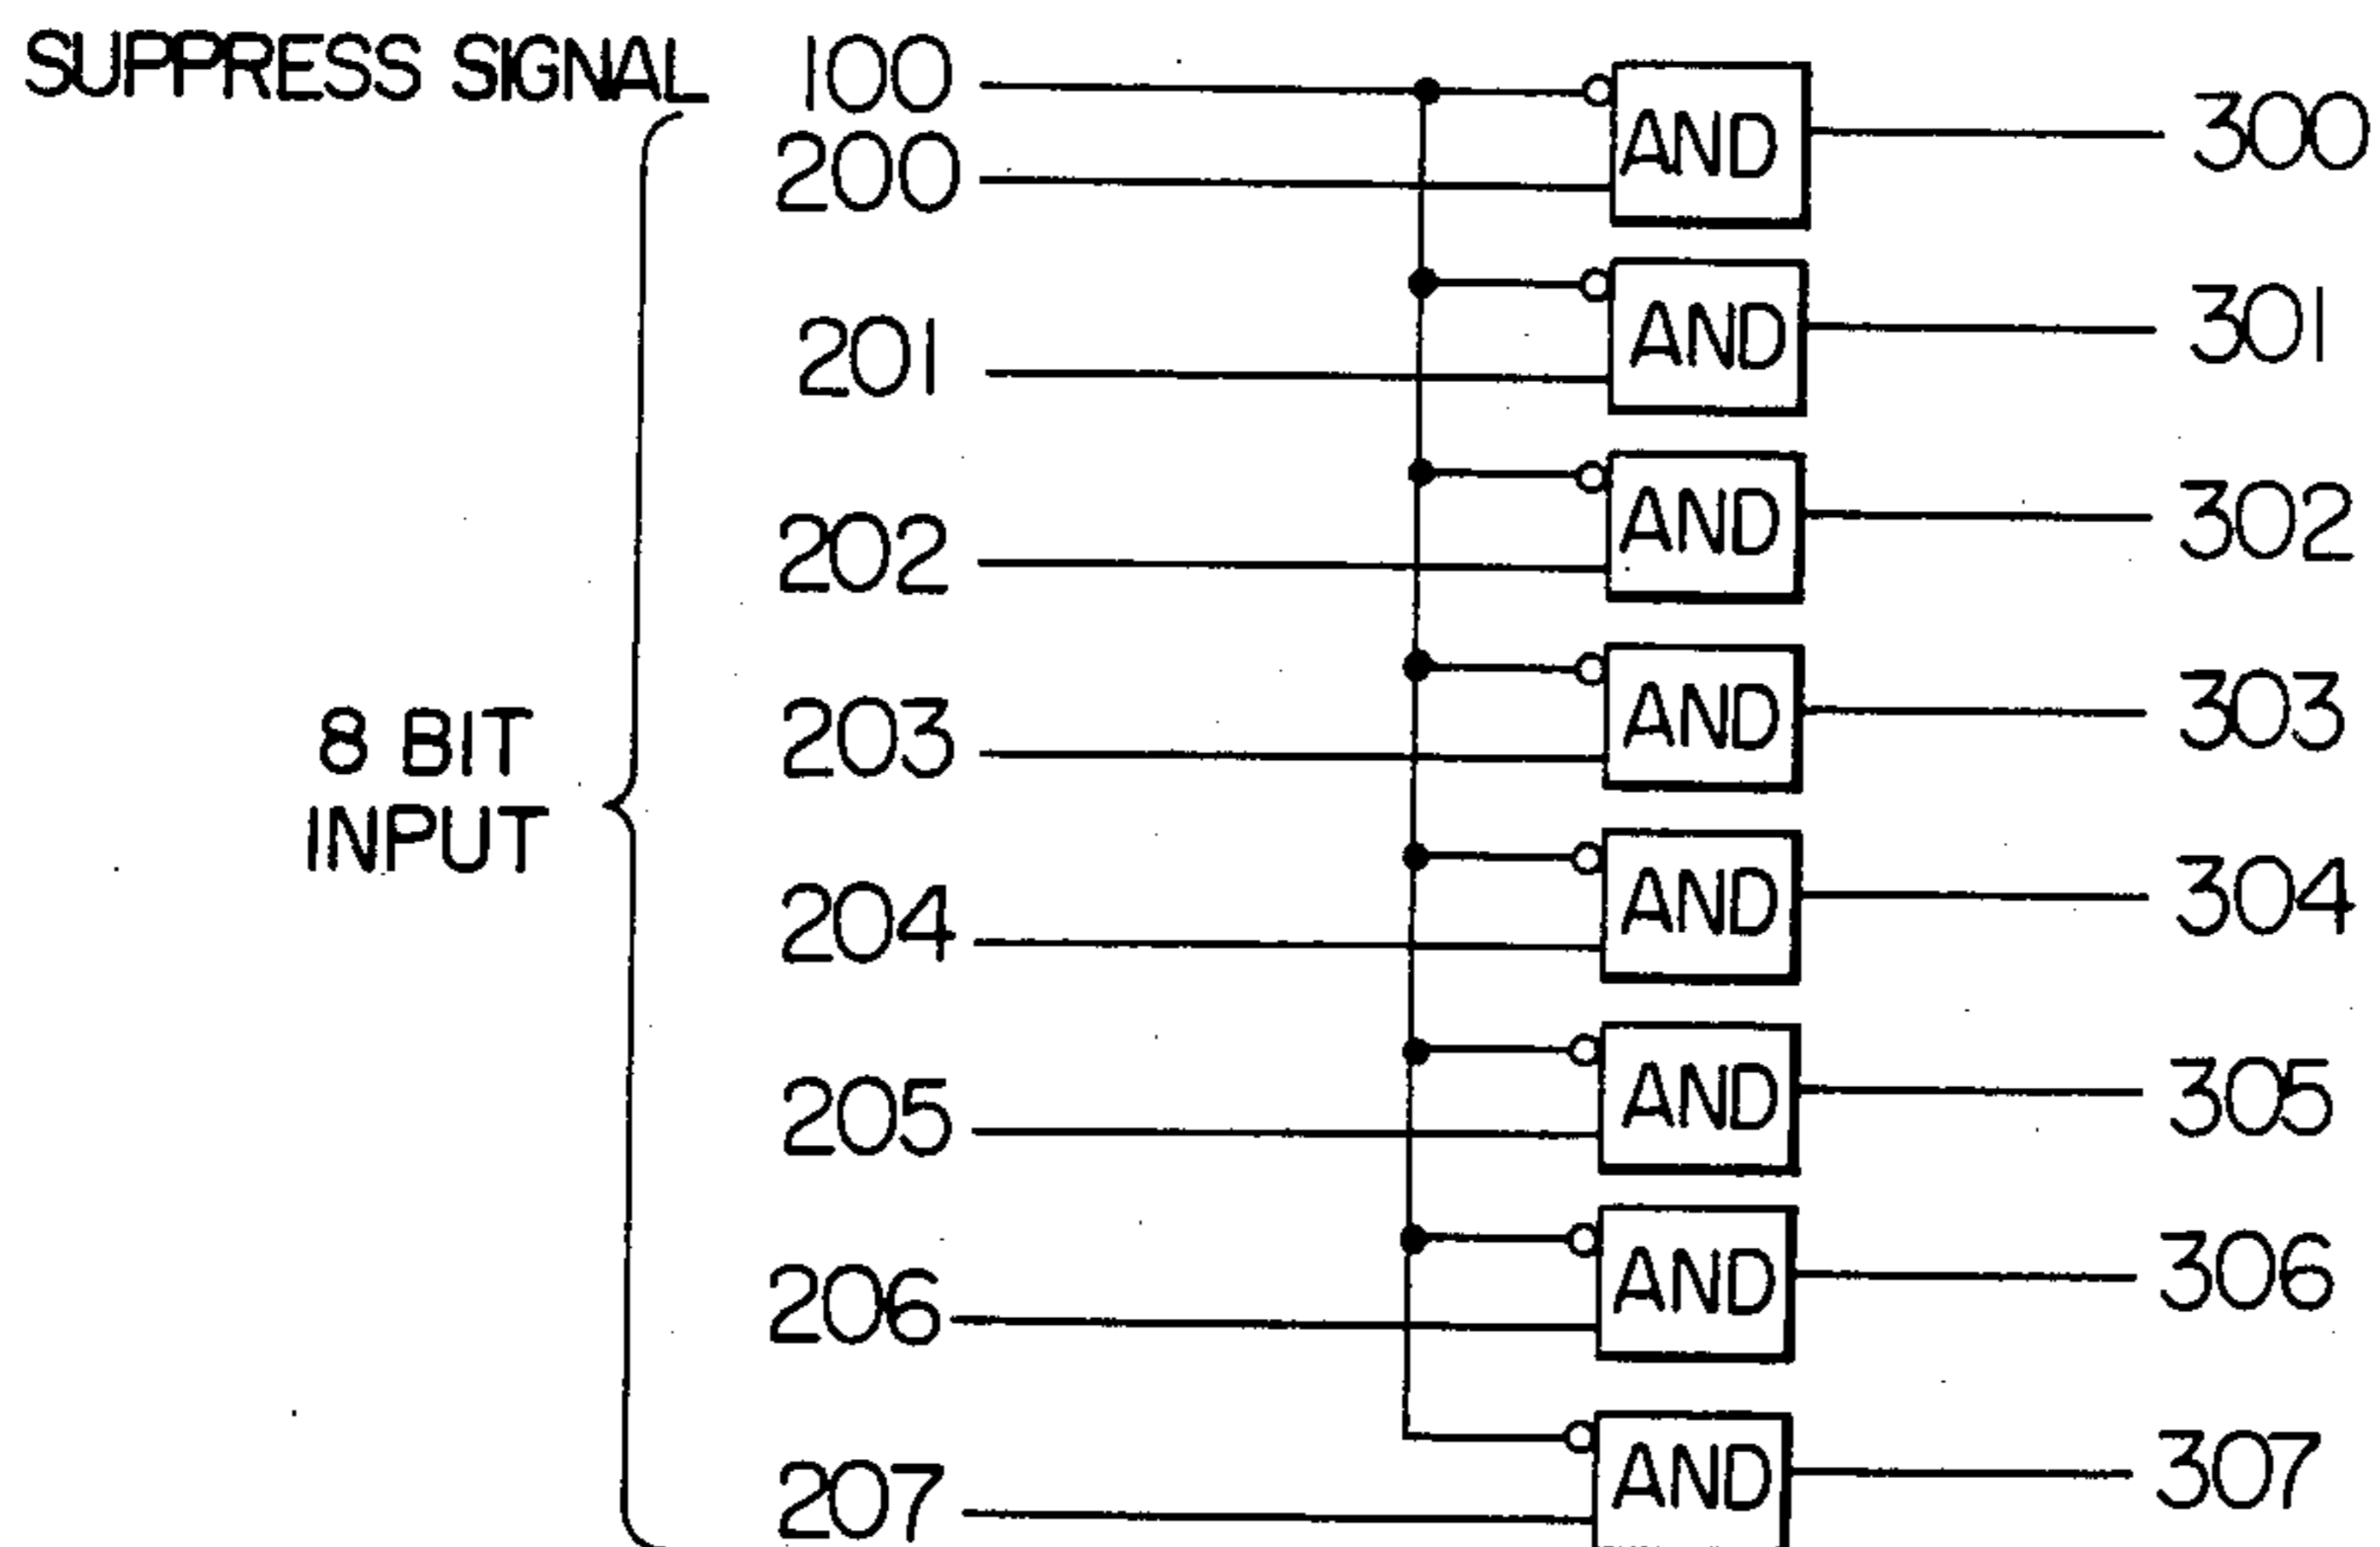 SUPPRESS SIGNAL 100
200 AND 300
201 AND 301
202 AND 302
203 AND 303
8 BIT
INPUT
204 AND 304
205 AND 305
206 AND 306
207 AND 307